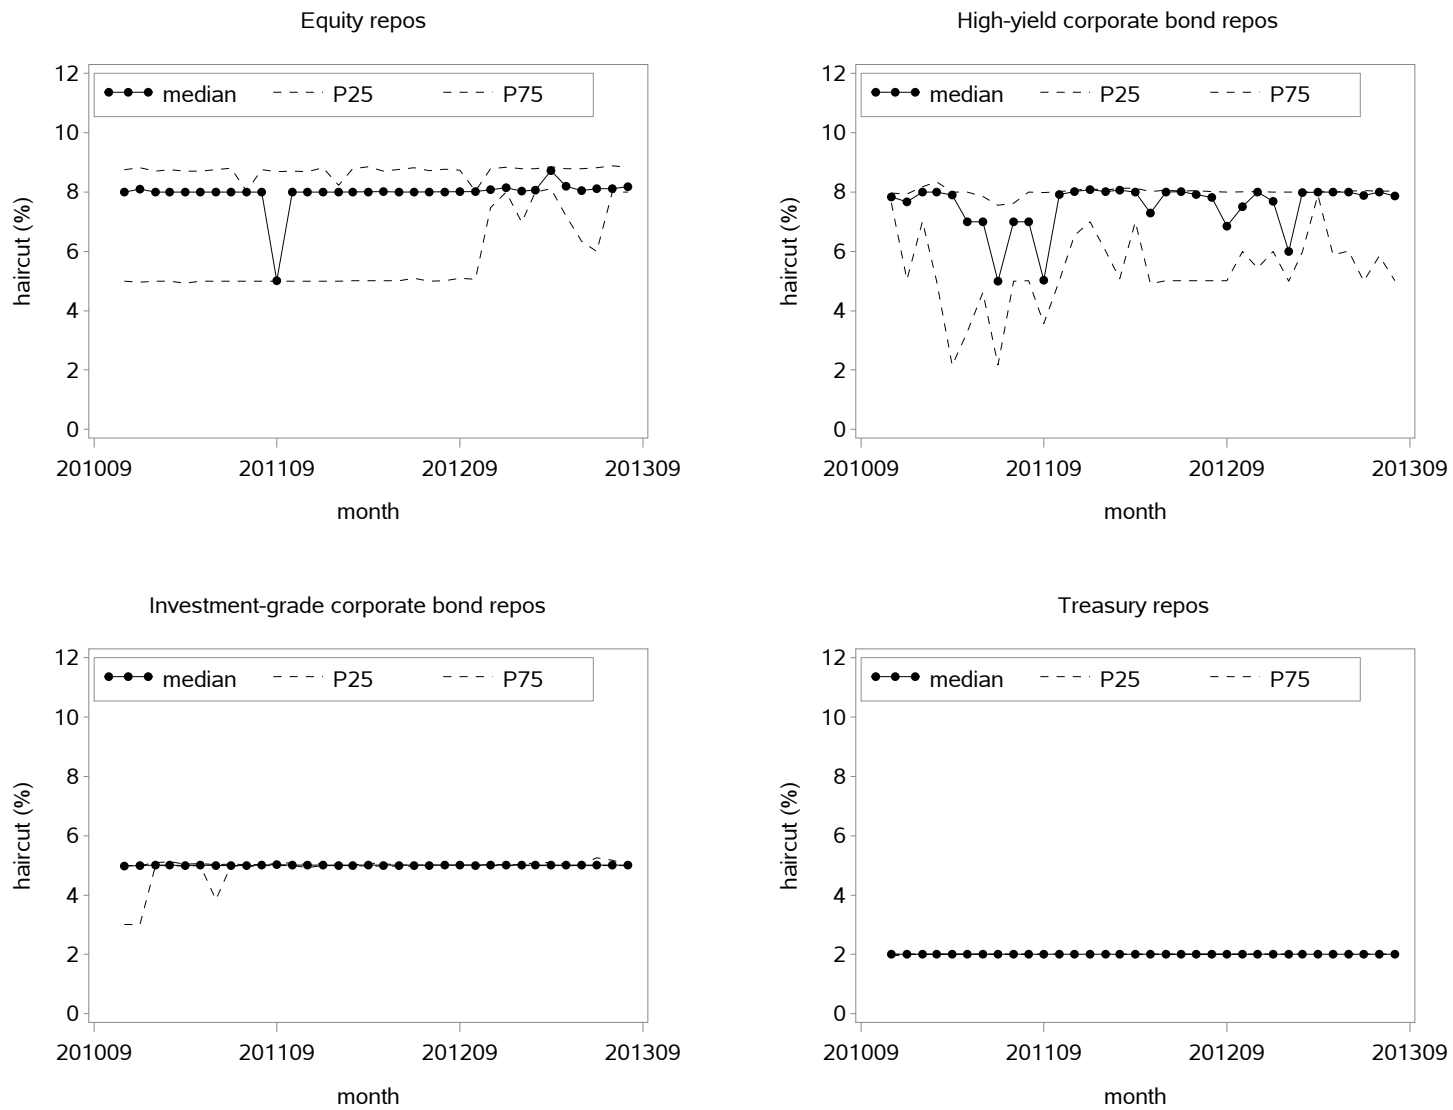 Equity repos
median P25 P75
12
10
8
6
4
2
0
haircut (%)
201009 201109 201209 201309
month
High-yield corporate bond repos
median P25 P75
12
10
8
6
4
2
0
haircut (%)
201009 201109 201209 201309
month
Investment-grade corporate bond repos
median P25 P75
12
10
8
6
4
2
0
haircut (%)
201009 201109 201209 201309
month
Treasury repos
median P25 P75
12
10
8
6
4
2
0
haircut (%)
201009 201109 201209 201309
month